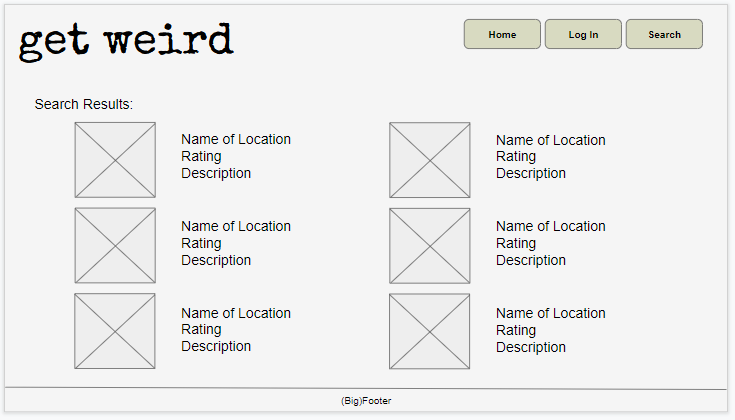 get weird
Home
Log In
Search
Search Results:
Name of Location
Rating
Description
Name of Location
Rating
Description
Name of Location
Rating
Description
Name of Location
Rating
Description
Name of Location
Rating
Description
Name of Location
Rating
Description
(Big)Footer